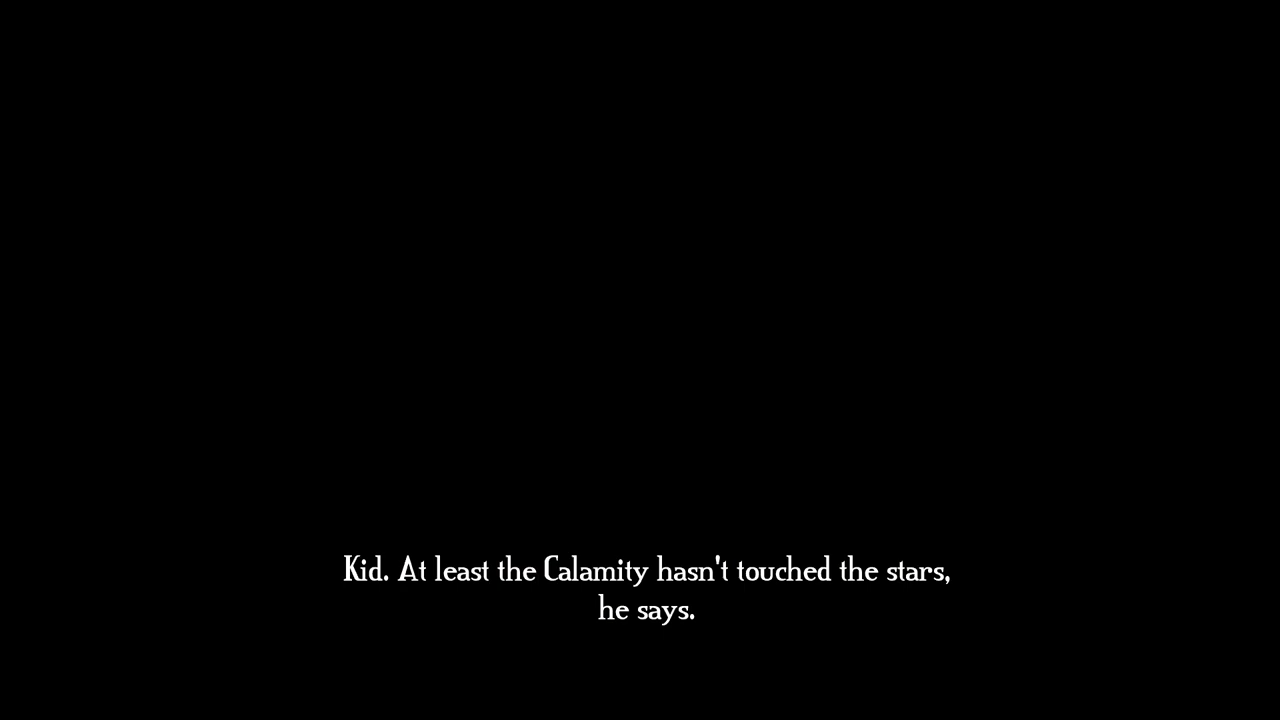 Kid. At least the Calamity hasn't touched the stars,
he says.